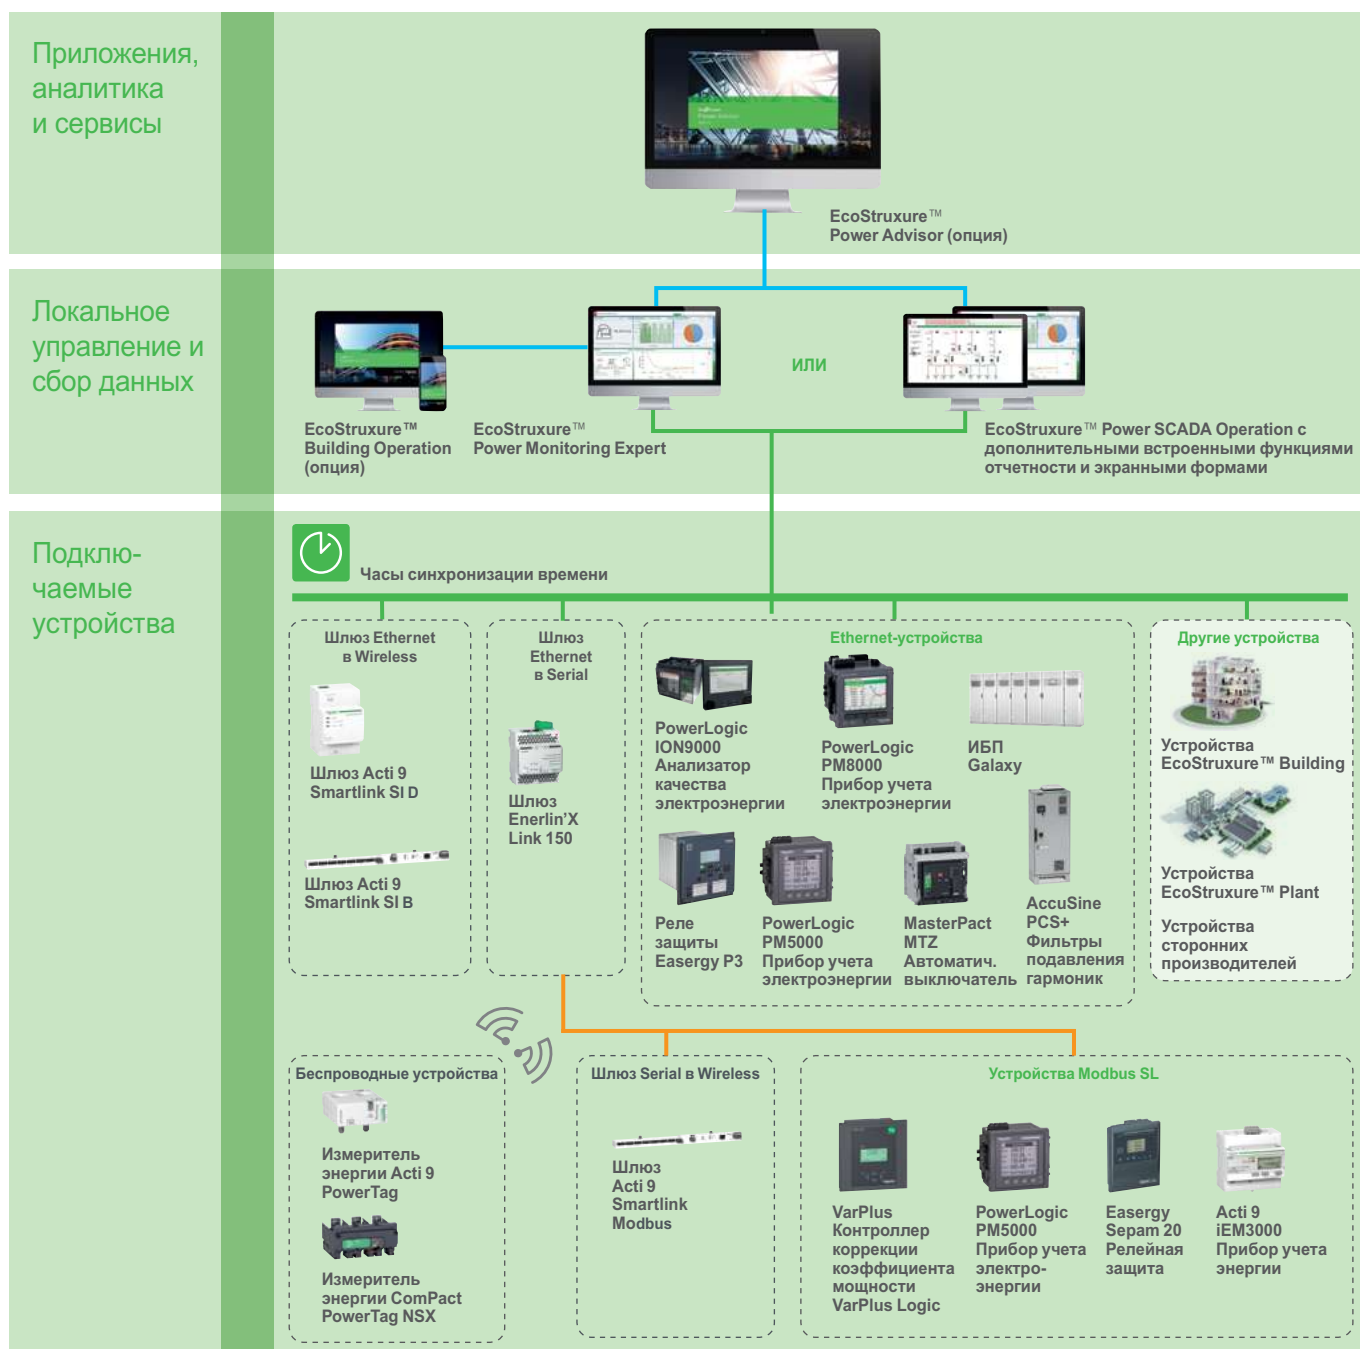 Приложения,
аналитика
и сервисы
EcoStruxure™
Power Advisor (опция)
Локальное
управление и
сбор данных
ИЛИ
EcoStruxure™
Building Operation
(опция)
EcoStruxure™
Power Monitoring Expert
EcoStruxure™ Power SCADA Operation с
дополнительными встроенными функциями
отчетности и экранными формами
Подклю-
чаемые
устройства
Часы синхронизации времени
Шлюз Ethernet
в Wireless
Шлюз Acti 9
Smartlink SI D
Шлюз Acti 9
Smartlink SI B
Шлюз
Ethernet
в Serial
Шлюз
Enerlin’X
Link 150
Ethernet-устройства
PowerLogic
ION9000
Анализатор
качества
электроэнергии
PowerLogic
PM8000
Прибор учета
электроэнергии
ИБП
Galaxy
Реле
защиты
Easergy P3
PowerLogic
PM5000
Прибор учета
электроэнергии
MasterPact
MTZ
Автоматич.
выключатель
AccuSine
PCS+
Фильтры
подавления
гармоник
Другие устройства
Устройства
EcoStruxure™ Building
Устройства
EcoStruxure™ Plant
Устройства
сторонних
производителей
Беспроводные устройства
Измеритель
энергии Acti 9
PowerTag
Измеритель
энергии ComPact
PowerTag NSX
Шлюз Serial в Wireless
Шлюз
Acti 9
Smartlink
Modbus
Устройства Modbus SL
VarPlus
Контроллер
коррекции
коэффициента
мощности
VarPlus Logic
PowerLogic
PM5000
Прибор учета
электро-
энергии
Easergy
Sepam 20
Релейная
защита
Acti 9
iEM3000
Прибор учета
энергии